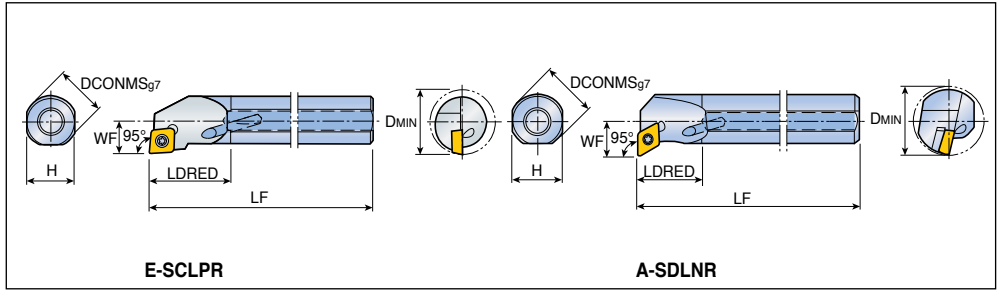 DCONMSg7
H
WF
95°
LDRED
LF
DMIN
E-SCLPR
DCONMSg7
H
WF
95°
LDRED
LF
DMIN
A-SDLNR